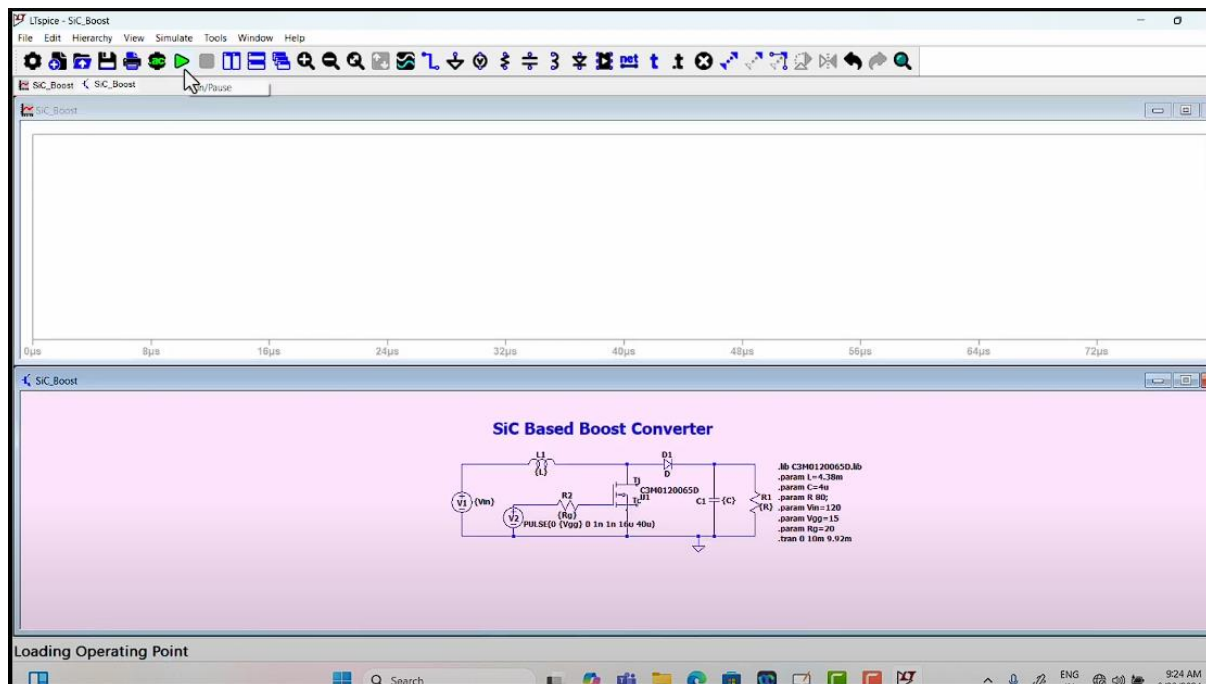 LTspice - SiC_Boost
File Edit Hierarchy View Simulate Tools Window Help
SiC_Boost SiC_Boost
n/Pause
SiC_Boost
0µs 8µs 16µs 24µs 32µs 40µs 48µs 56µs 64µs 72µs
SiC_Boost
SiC Based Boost Converter
L1
{L}
D1
D
V1
{Vin}
R2
{Rg}
V2
PULSE(0 {Vgg} 0 1n 1n 16u 40u)
Tj
C3M0120065D
U1
C1
{C}
R1
{R}
.lib C3M0120065D.lib
.param L=4.38m
.param C=4u
.param R 80;
.param Vin=120
.param Vgg=15
.param Rg=20
.tran 0 10m 9.92m
Loading Operating Point
Search
ENG
9:24 AM